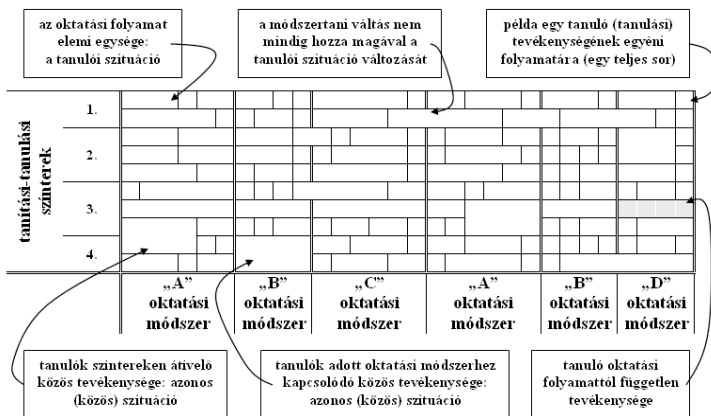 az oktatási folyamat
elemi egysége:
a tanulói szituáció
a módszertani váltás nem
mindig hozza magával a
tanulói szituáció változását
példa egy tanuló (tanulási)
tevékenységének egyéni
folyamatára (egy teljes sor)
tanítási-tanulási
színterek
1.
2.
3.
4.
„A”
oktatási
módszer
„B”
oktatási
módszer
„C”
oktatási
módszer
„A”
oktatási
módszer
„B”
oktatási
módszer
„D”
oktatási
módszer
tanulók színtereken átívelő
közös tevékenysége: azonos
(közös) szituáció
tanulók adott oktatási módszerhez
kapcsolódó közös tevékenysége:
azonos (közös) szituáció
tanuló oktatási
folyamattól független
tevékenysége